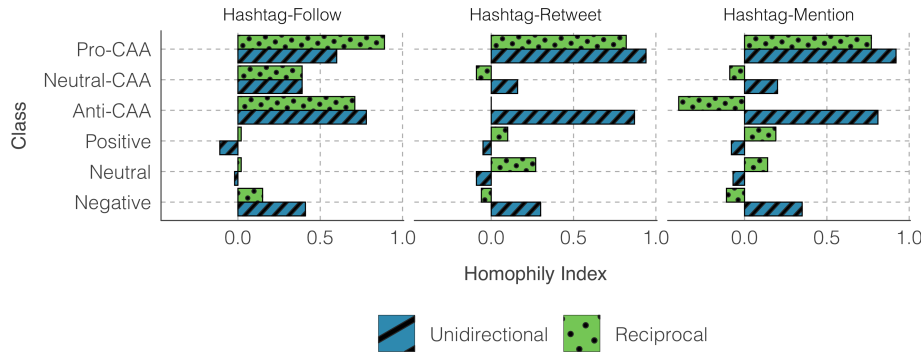 Hashtag-Follow Hashtag-Retweet Hashtag-Mention
Class
Pro-CAA
Neutral-CAA
Anti-CAA
Positive
Neutral
Negative
0.0 0.5 1.0 0.0 0.5 1.0 0.0 0.5 1.0
Homophily Index
Unidirectional Reciprocal